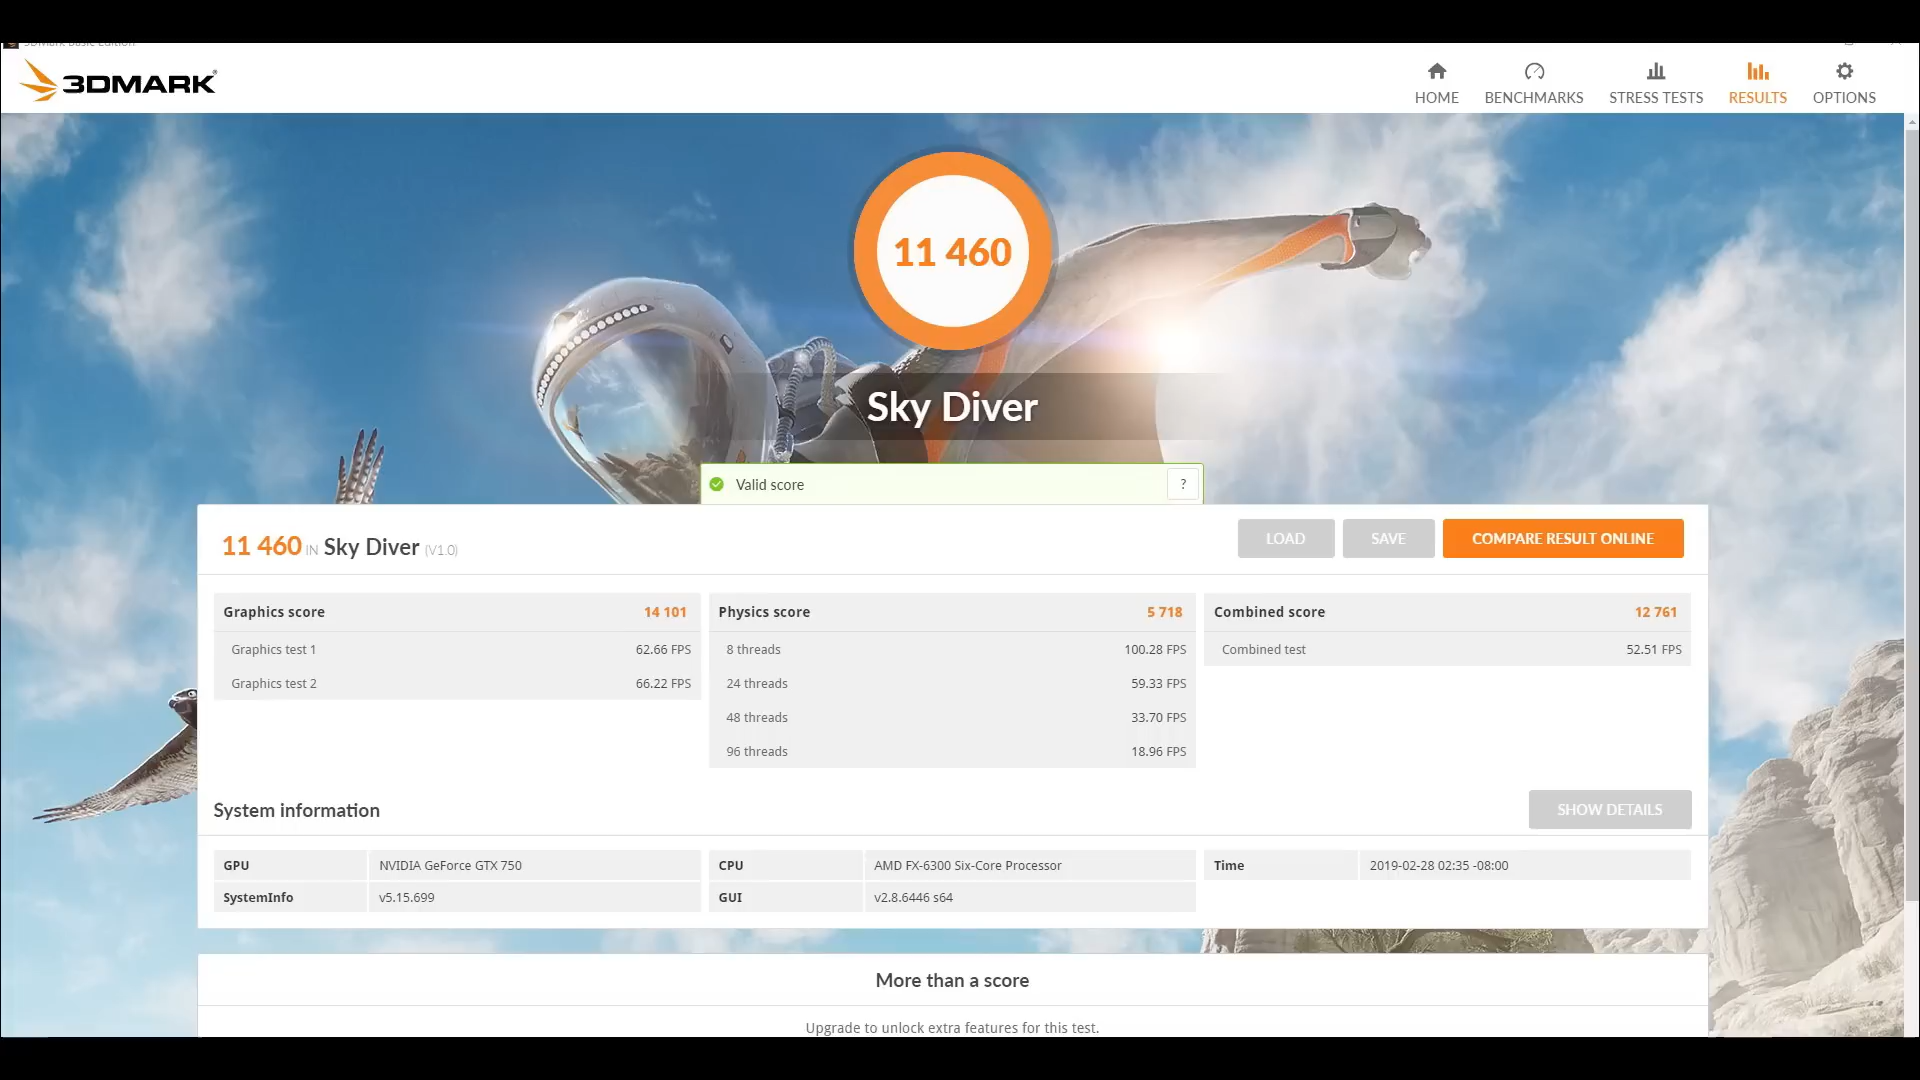 3DMARK
HOME
BENCHMARKS
STRESS TESTS
RESULTS
OPTIONS
11 460
Sky Diver
Valid score
?
11 460 IN Sky Diver (V1.0)
LOAD
SAVE
COMPARE RESULT ONLINE
Graphics score 14 101
Graphics test 1 62.66 FPS
Graphics test 2 66.22 FPS
Physics score 5 718
8 threads 100.28 FPS
24 threads 59.33 FPS
48 threads 33.70 FPS
96 threads 18.96 FPS
Combined score 12 761
Combined test 52.51 FPS
System information
SHOW DETAILS
GPU NVIDIA GeForce GTX 750
SystemInfo v5.15.699
CPU AMD FX-6300 Six-Core Processor
GUI v2.8.6446 s64
Time 2019-02-28 02:35 -08:00
More than a score
Upgrade to unlock extra features for this test.